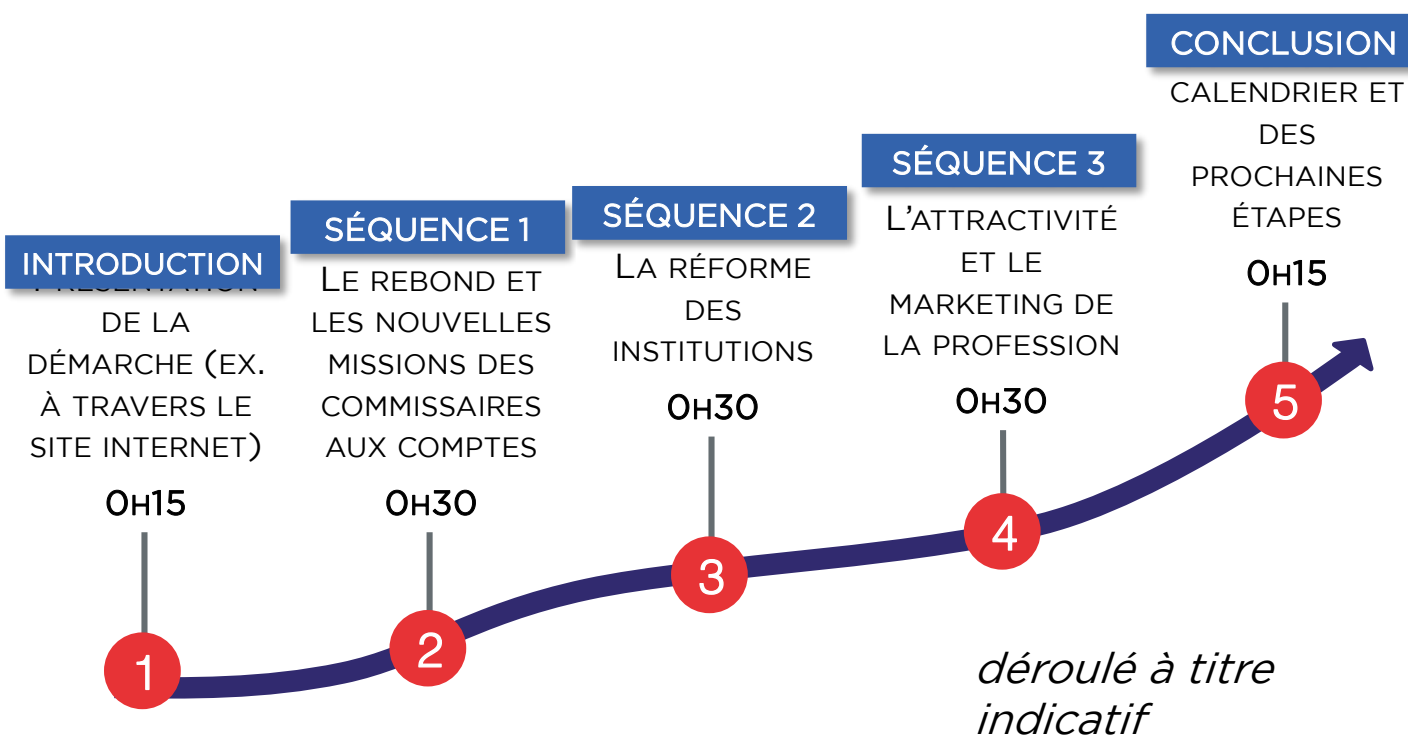 INTRODUCTION
PRÉSENTATION
DE LA
DÉMARCHE (EX.
À TRAVERS LE
SITE INTERNET)
0H15
1
SÉQUENCE 1
LE REBOND ET
LES NOUVELLES
MISSIONS DES
COMMISSAIRES
AUX COMPTES
0H30
2
SÉQUENCE 2
LA RÉFORME
DES
INSTITUTIONS
0H30
3
SÉQUENCE 3
L'ATTRACTIVITÉ
ET LE
MARKETING DE
LA PROFESSION
0H30
4
CONCLUSION
CALENDRIER ET
DES
PROCHAINES
ÉTAPES
0H15
5
déroulé à titre
indicatif